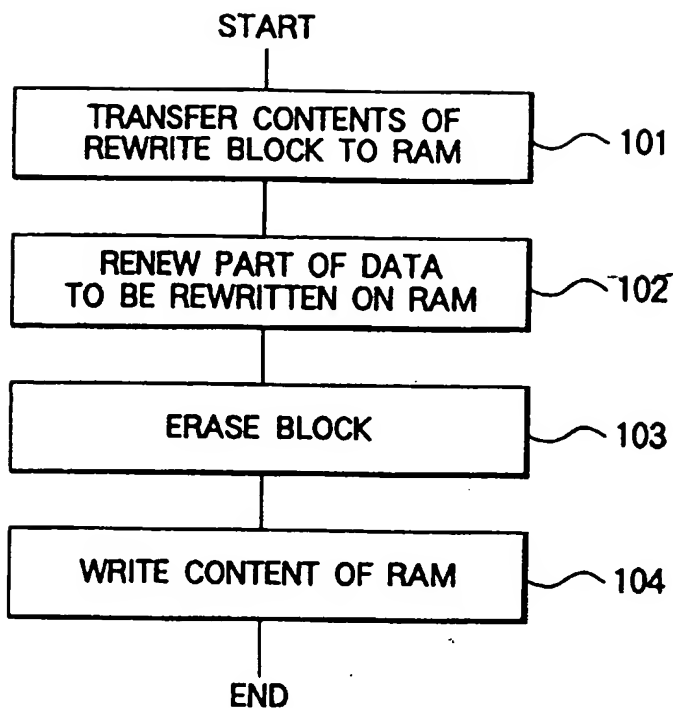 START
TRANSFER CONTENTS OF
REWRITE BLOCK TO RAM
101
RENEW PART OF DATA
TO BE REWRITTEN ON RAM
102
ERASE BLOCK
103
WRITE CONTENT OF RAM
104
END